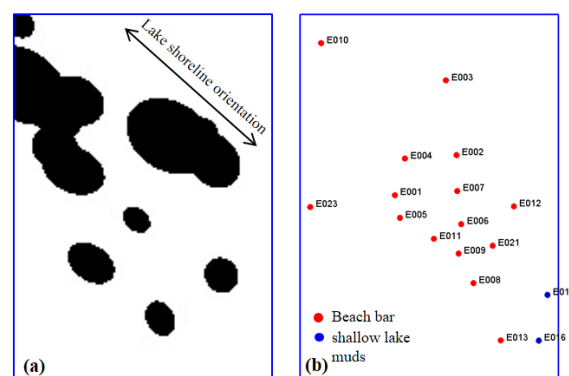 Lake shoreline orientation
(a)
E010
E003
E004
E002
E001
E007
E023
E012
E005
E006
E011
E021
E009
E008
E01
Beach bar
shallow lake
muds
E013
E016
(b)